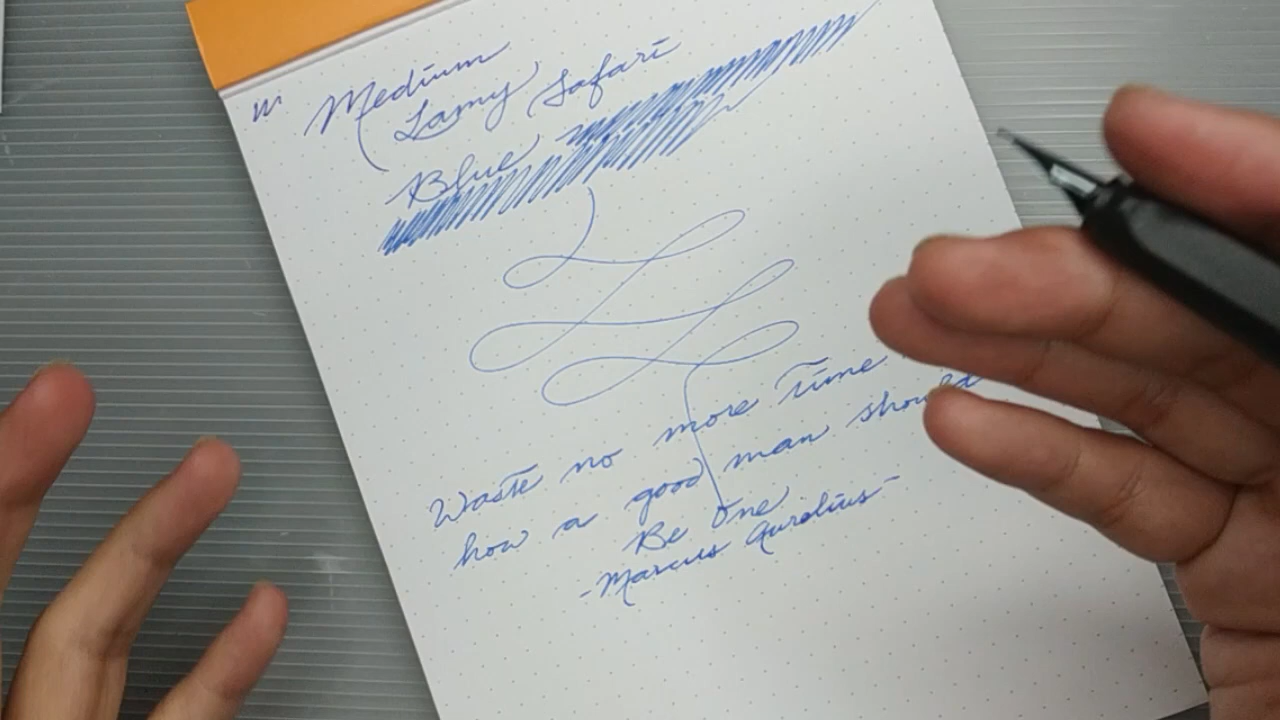 Medium
Lamy Safari
Blue
Waste no more time
how a good man should
Be One
-Marcus Aurelius-